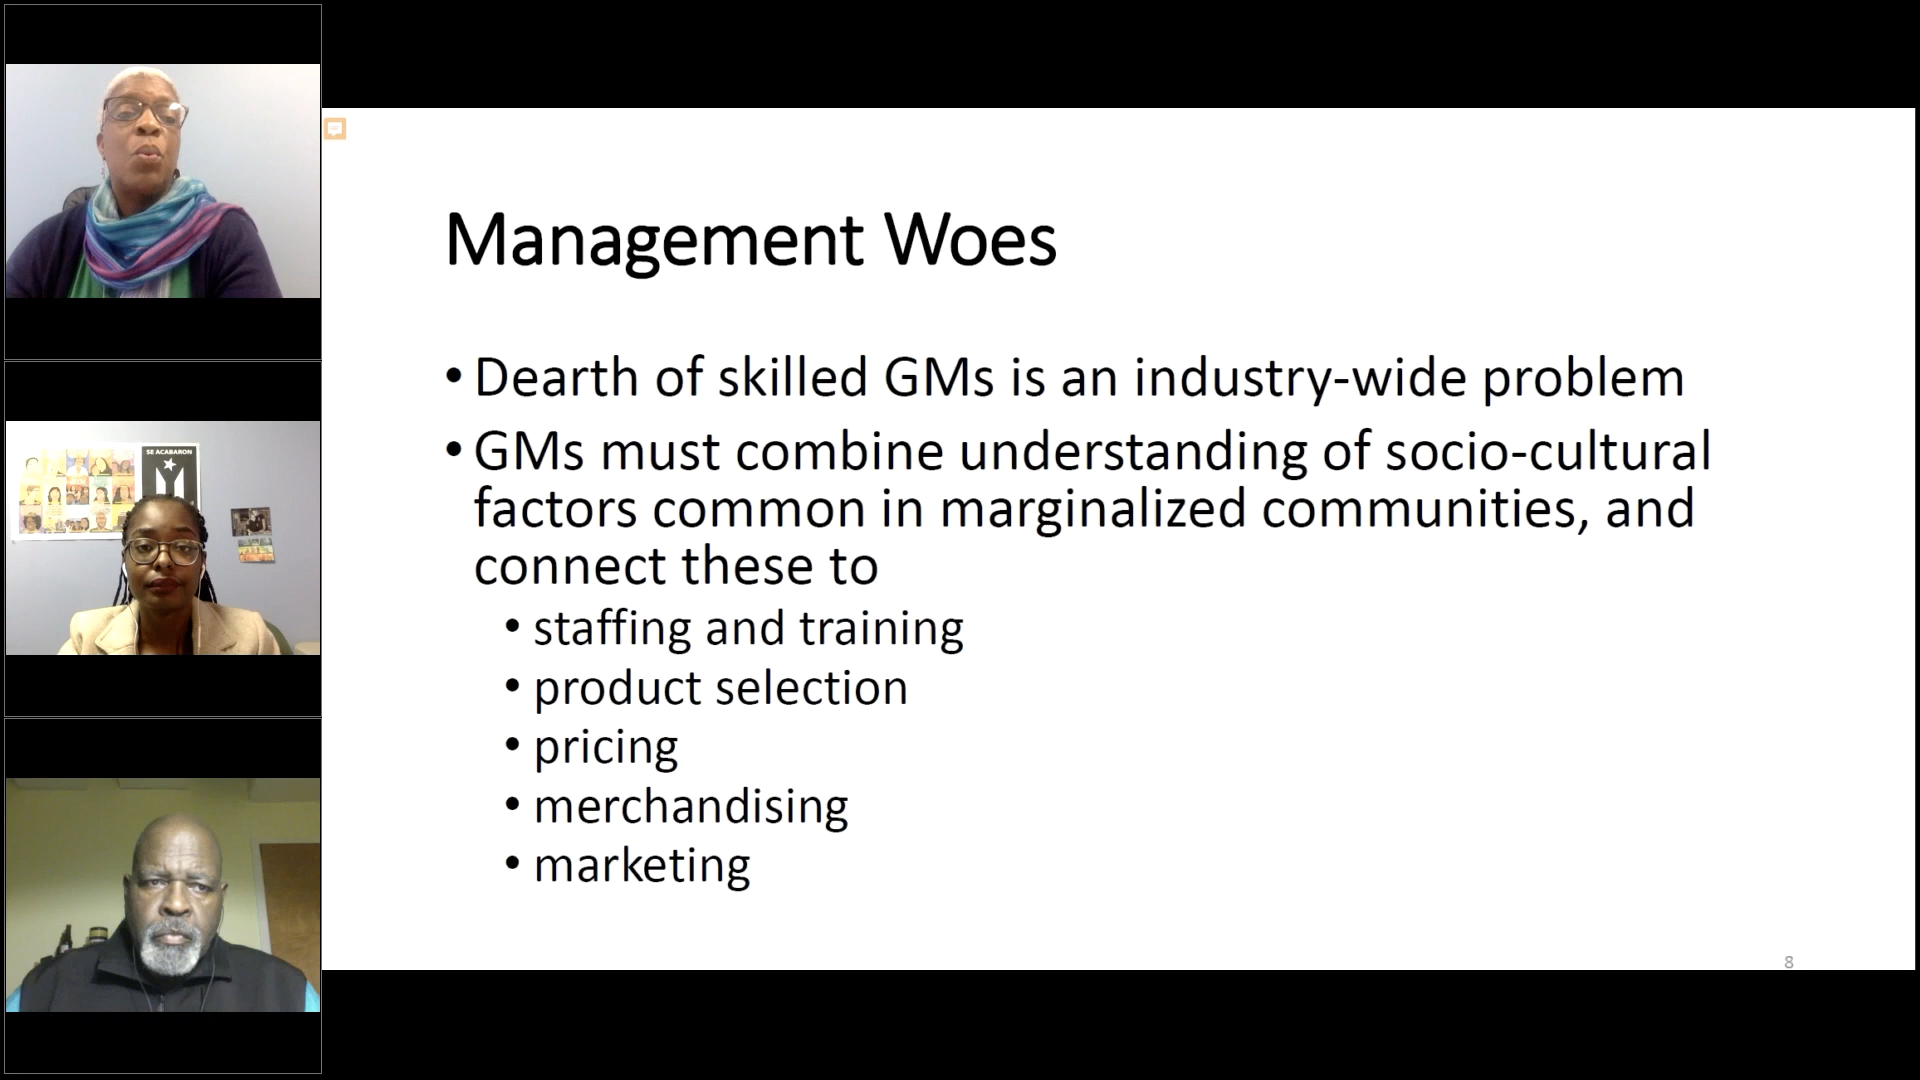 SE ACABARON
Management Woes
• Dearth of skilled GMs is an industry-wide problem
• GMs must combine understanding of socio-cultural
factors common in marginalized communities, and
connect these to
• staffing and training
• product selection
• pricing
• merchandising
• marketing
8